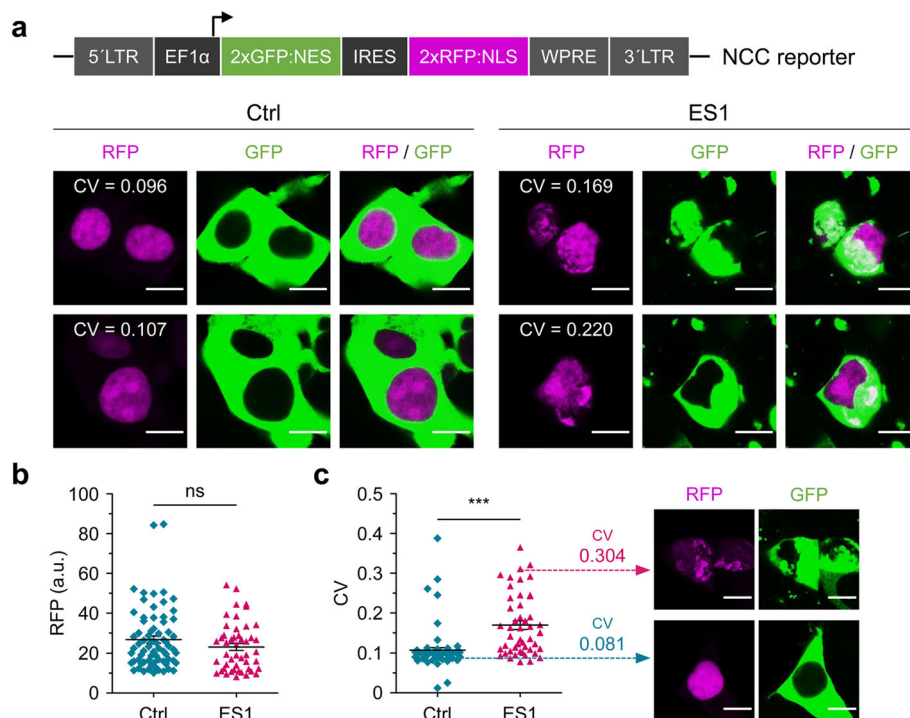 a
5´LTR EF1α 2xGFP:NES IRES 2xRFP:NLS WPRE 3´LTR NCC reporter
Ctrl ES1
RFP GFP RFP / GFP RFP GFP RFP / GFP
CV = 0.096 CV = 0.169
CV = 0.107 CV = 0.220
b
ns
RFP (a.u.)
100
80
60
40
20
0
Ctrl ES1
c
***
CV
0.5
0.4
0.3
0.2
0.1
0
Ctrl ES1
CV
0.304
CV
0.081
RFP GFP